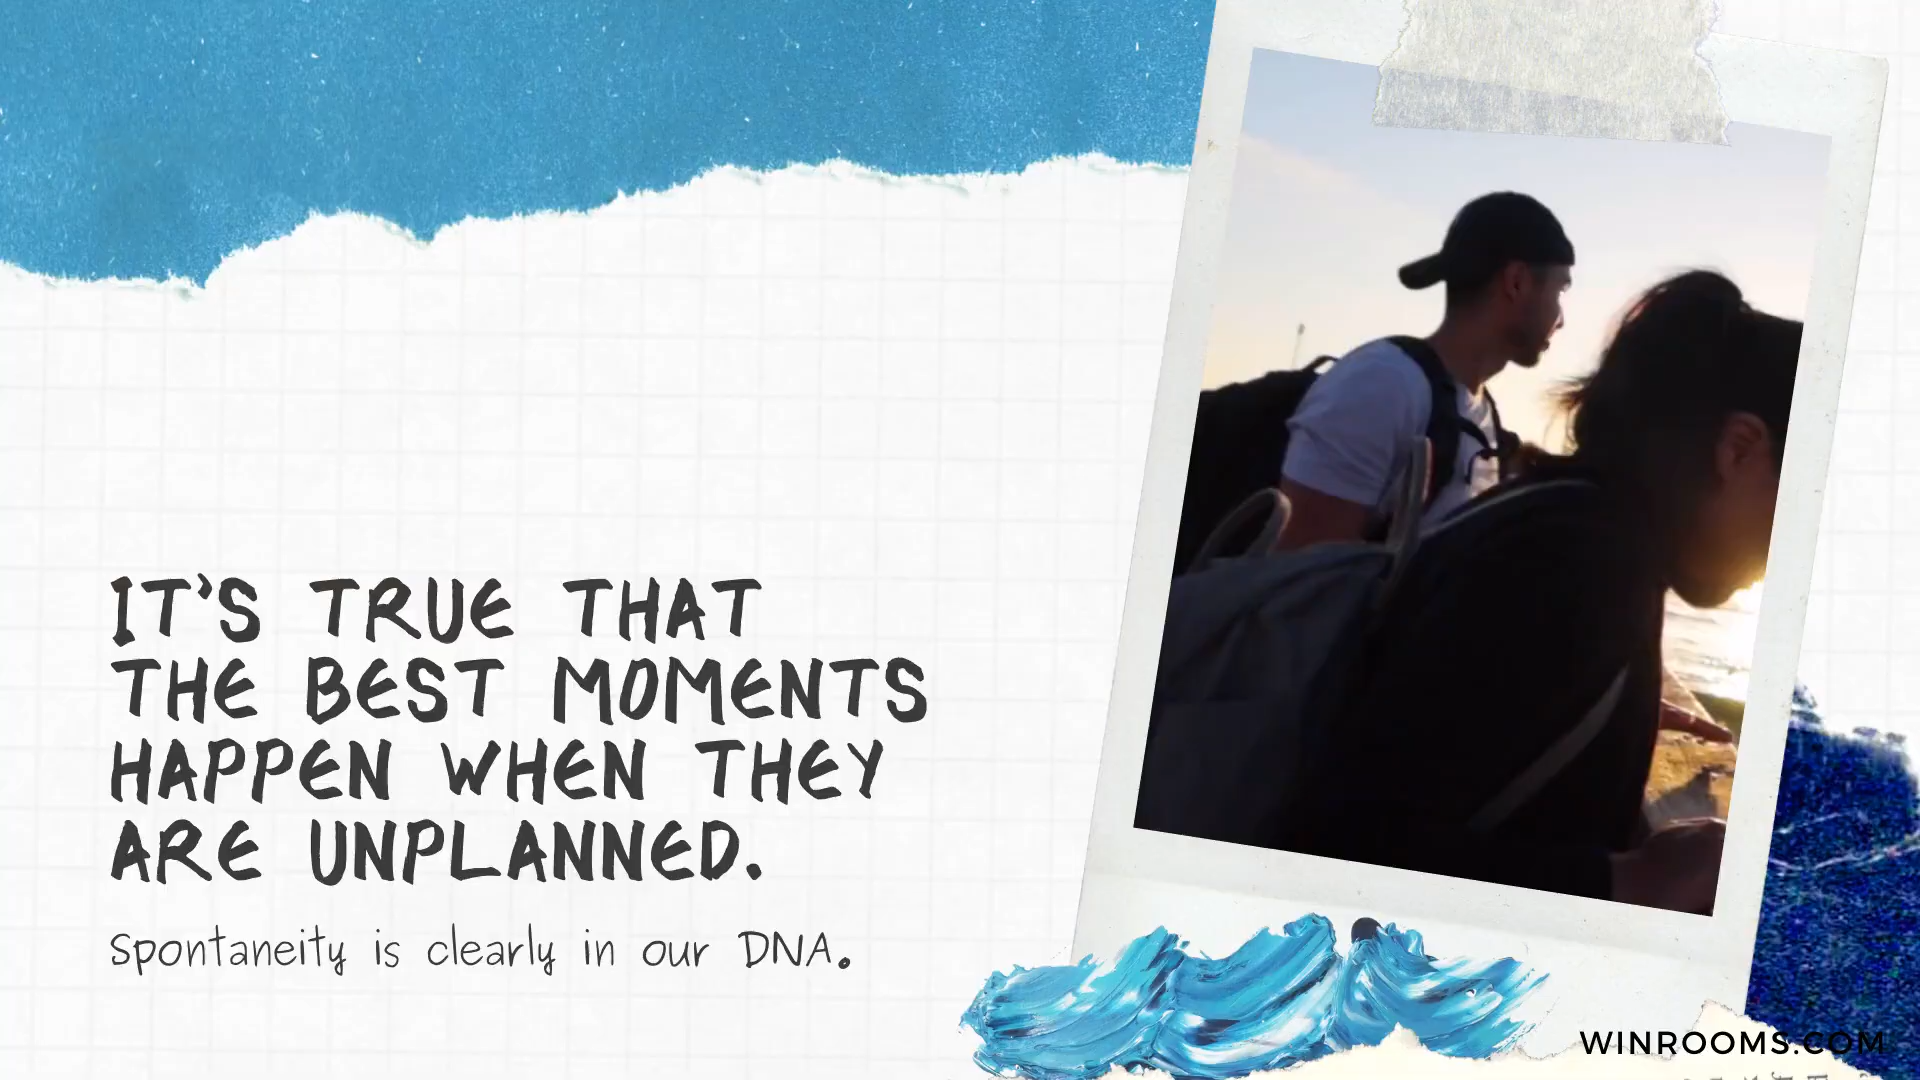 IT'S TRUE THAT
THE BEST MOMENTS
HAPPEN WHEN THEY
ARE UNPLANNED.
Spontaneity is clearly in our DNA.
WINROOMS.COM